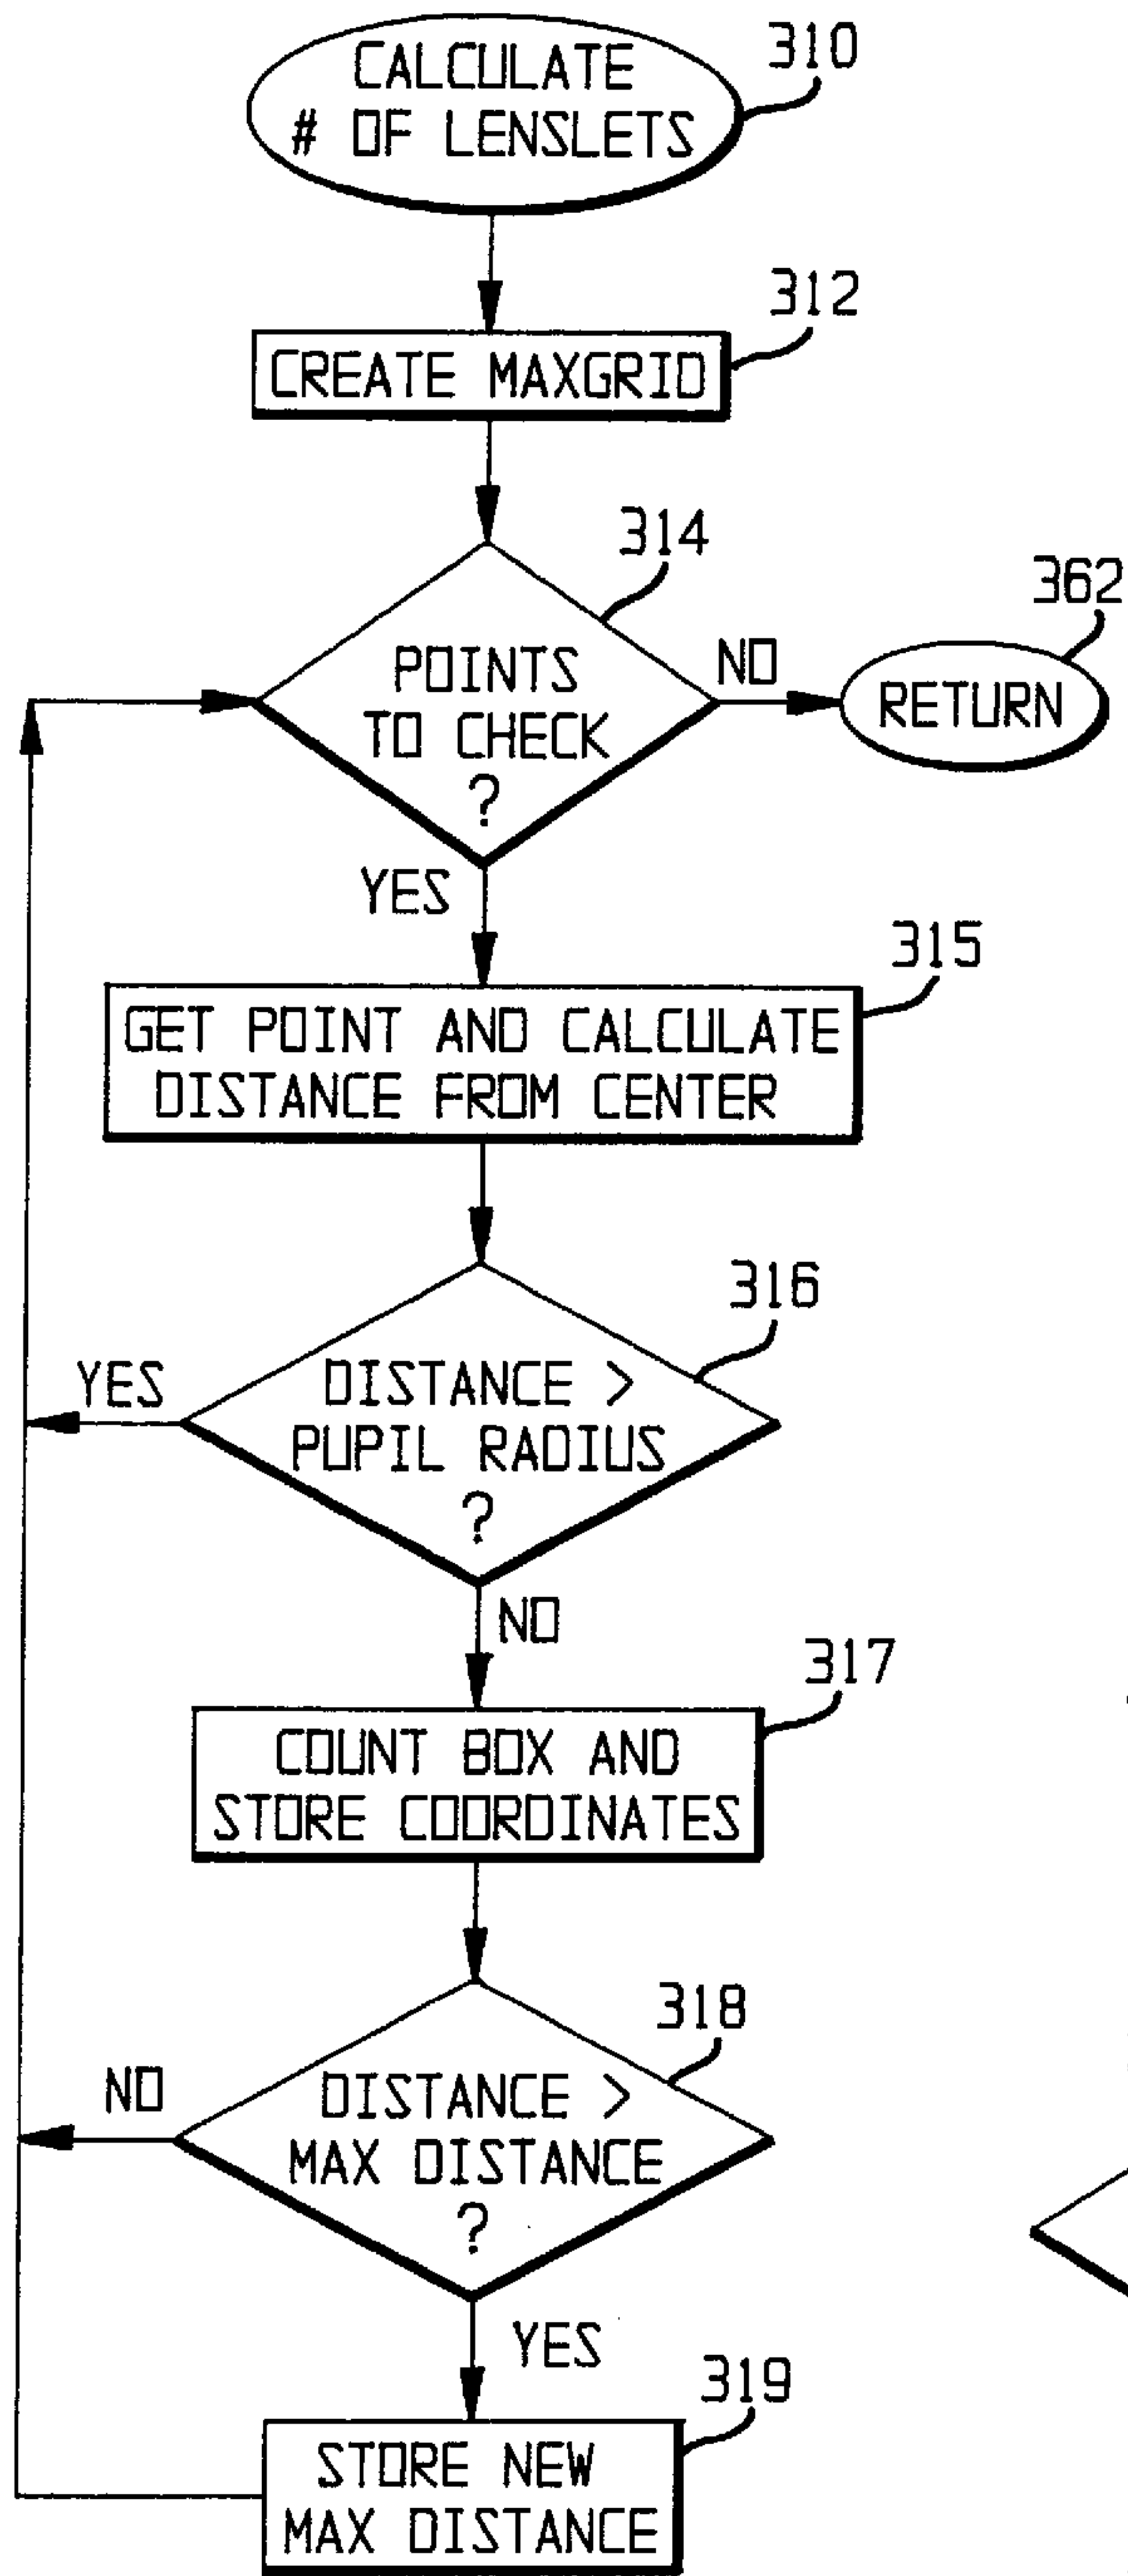 CALCULATE
# OF LENSLETS
310
312
CREATE MAXGRID
314
POINTS
TO CHECK
?
NO
362
RETURN
YES
315
GET POINT AND CALCULATE
DISTANCE FROM CENTER
316
YES
DISTANCE >
PUPIL RADIUS
?
NO
317
COUNT BOX AND
STORE COORDINATES
318
NO
DISTANCE >
MAX DISTANCE
?
YES
319
STORE NEW
MAX DISTANCE